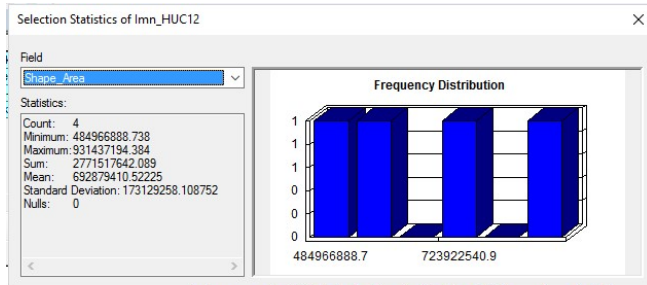 Selection Statistics of lmn_HUC12
Field
Shape_Area
Statistics:
Count: 4
Minimum: 484966888.738
Maximum: 931437194.384
Sum: 2771517642.089
Mean: 692879410.52225
Standard Deviation: 173129258.108752
Nulls: 0
Frequency Distribution
1
1
1
0
0
0
484966888.7 723922540.9